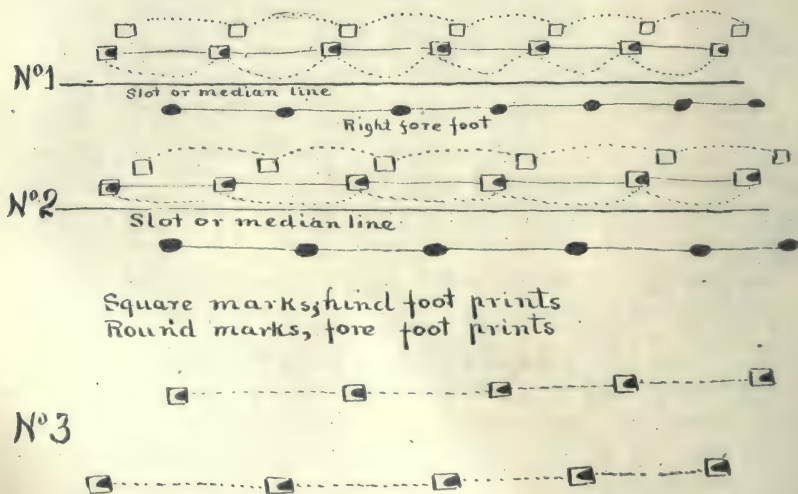 Nº1
Slot or median line
Right fore foot
Nº2
Slot or median line
Square marks, hind foot prints
Round marks, fore foot prints
Nº3